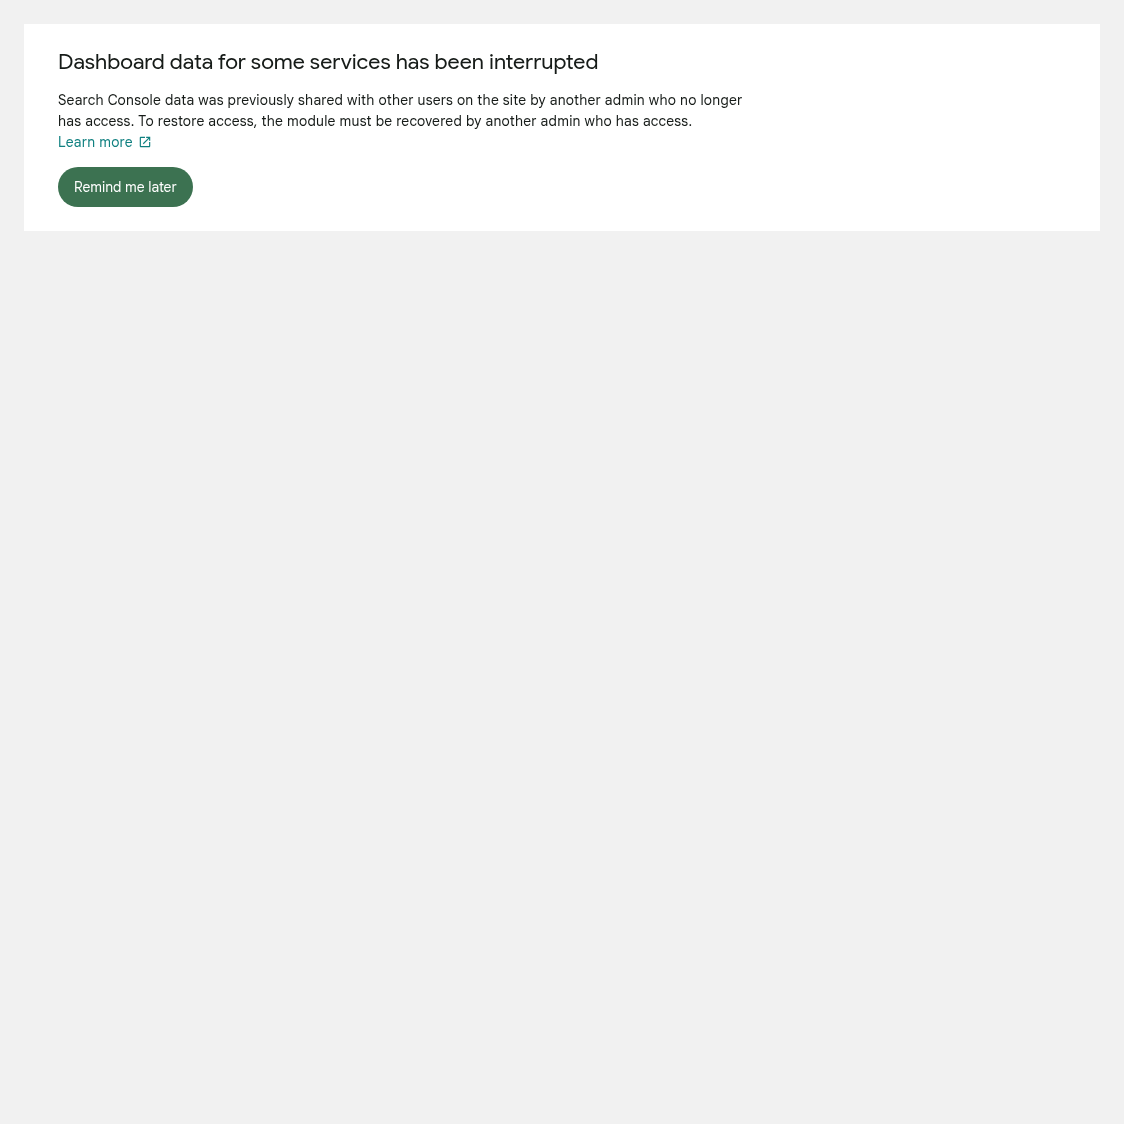 Dashboard data for some services has been interrupted
Search Console data was previously shared with other users on the site by another admin who no longer
has access. To restore access, the module must be recovered by another admin who has access.
Learn more
Remind me later